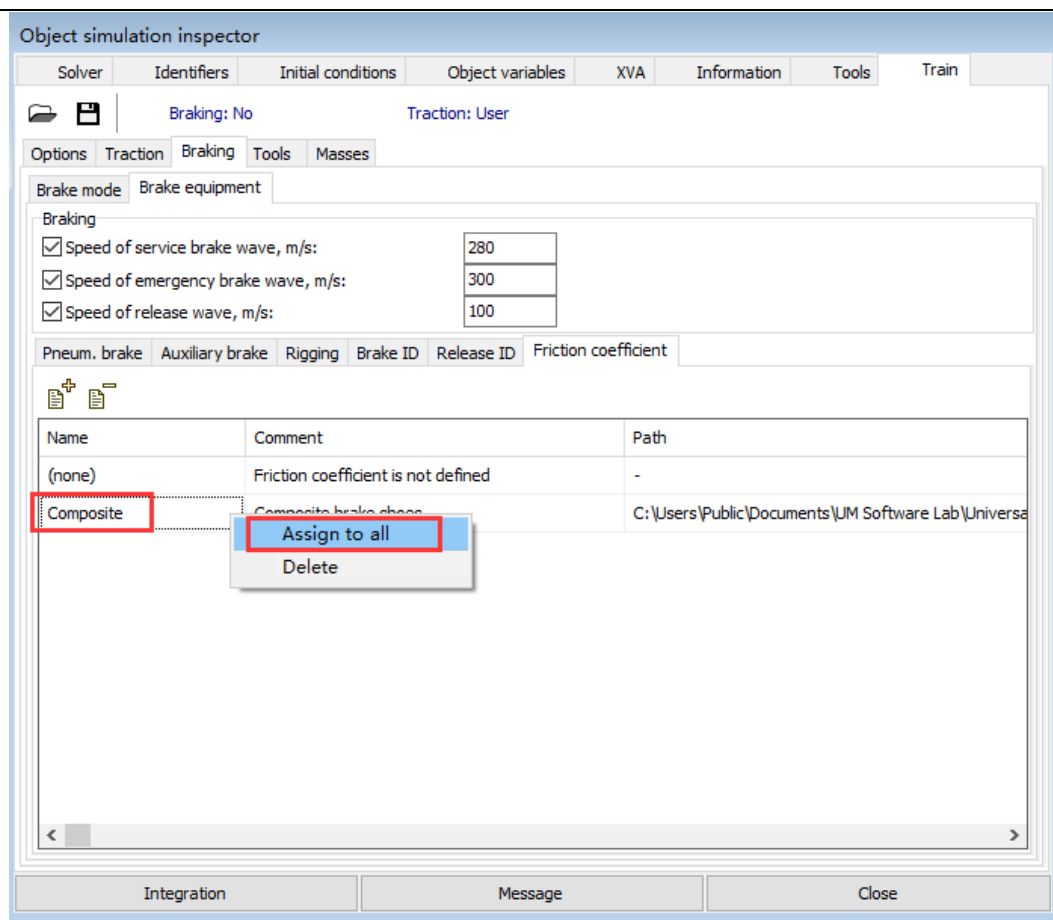 Object simulation inspector
Solver Identifiers Initial conditions Object variables XVA Information Tools Train
Braking: No Traction: User
Options Traction Braking Tools Masses
Brake mode Brake equipment
Braking
Speed of service brake wave, m/s: 280
Speed of emergency brake wave, m/s: 300
Speed of release wave, m/s: 100
Pneum. brake Auxiliary brake Rigging Brake ID Release ID Friction coefficient
Name Comment Path
(none) Friction coefficient is not defined -
Composite Composite brake shoes C:\Users\Public\Documents\UM Software Lab\Universa
Assign to all
Delete
Integration Message Close